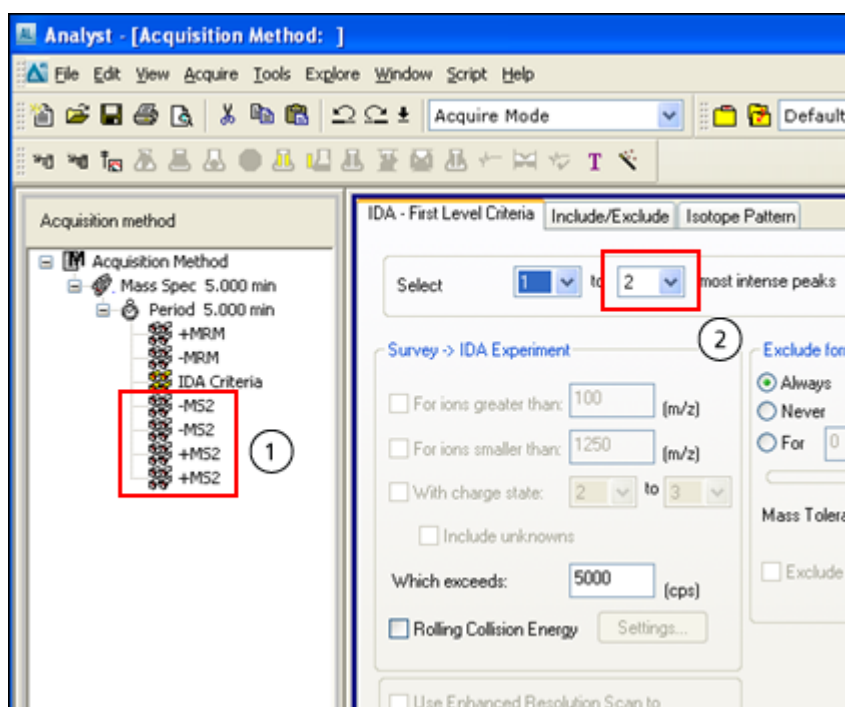 Analyst - [Acquisition Method: ]
File Edit View Acquire Tools Explore Window Script Help
Acquire Mode
Default
T
Acquisition method
Acquisition Method
Mass Spec 5.000 min
Period 5.000 min
+MRM
-MRM
IDA Criteria
-MS2
-MS2
+MS2
+MS2
1
IDA - First Level Criteria Include/Exclude Isotope Pattern
Select 1 to 2 most intense peaks
2
Survey -> IDA Experiment
For ions greater than: 100 (m/z)
For ions smaller than: 1250 (m/z)
With charge state: 2 to 3
Include unknowns
Which exceeds: 5000 (cps)
Rolling Collision Energy Settings...
Use Enhanced Resolution Scan to
Exclude
Always
Never
For 0
Mass
Exclude